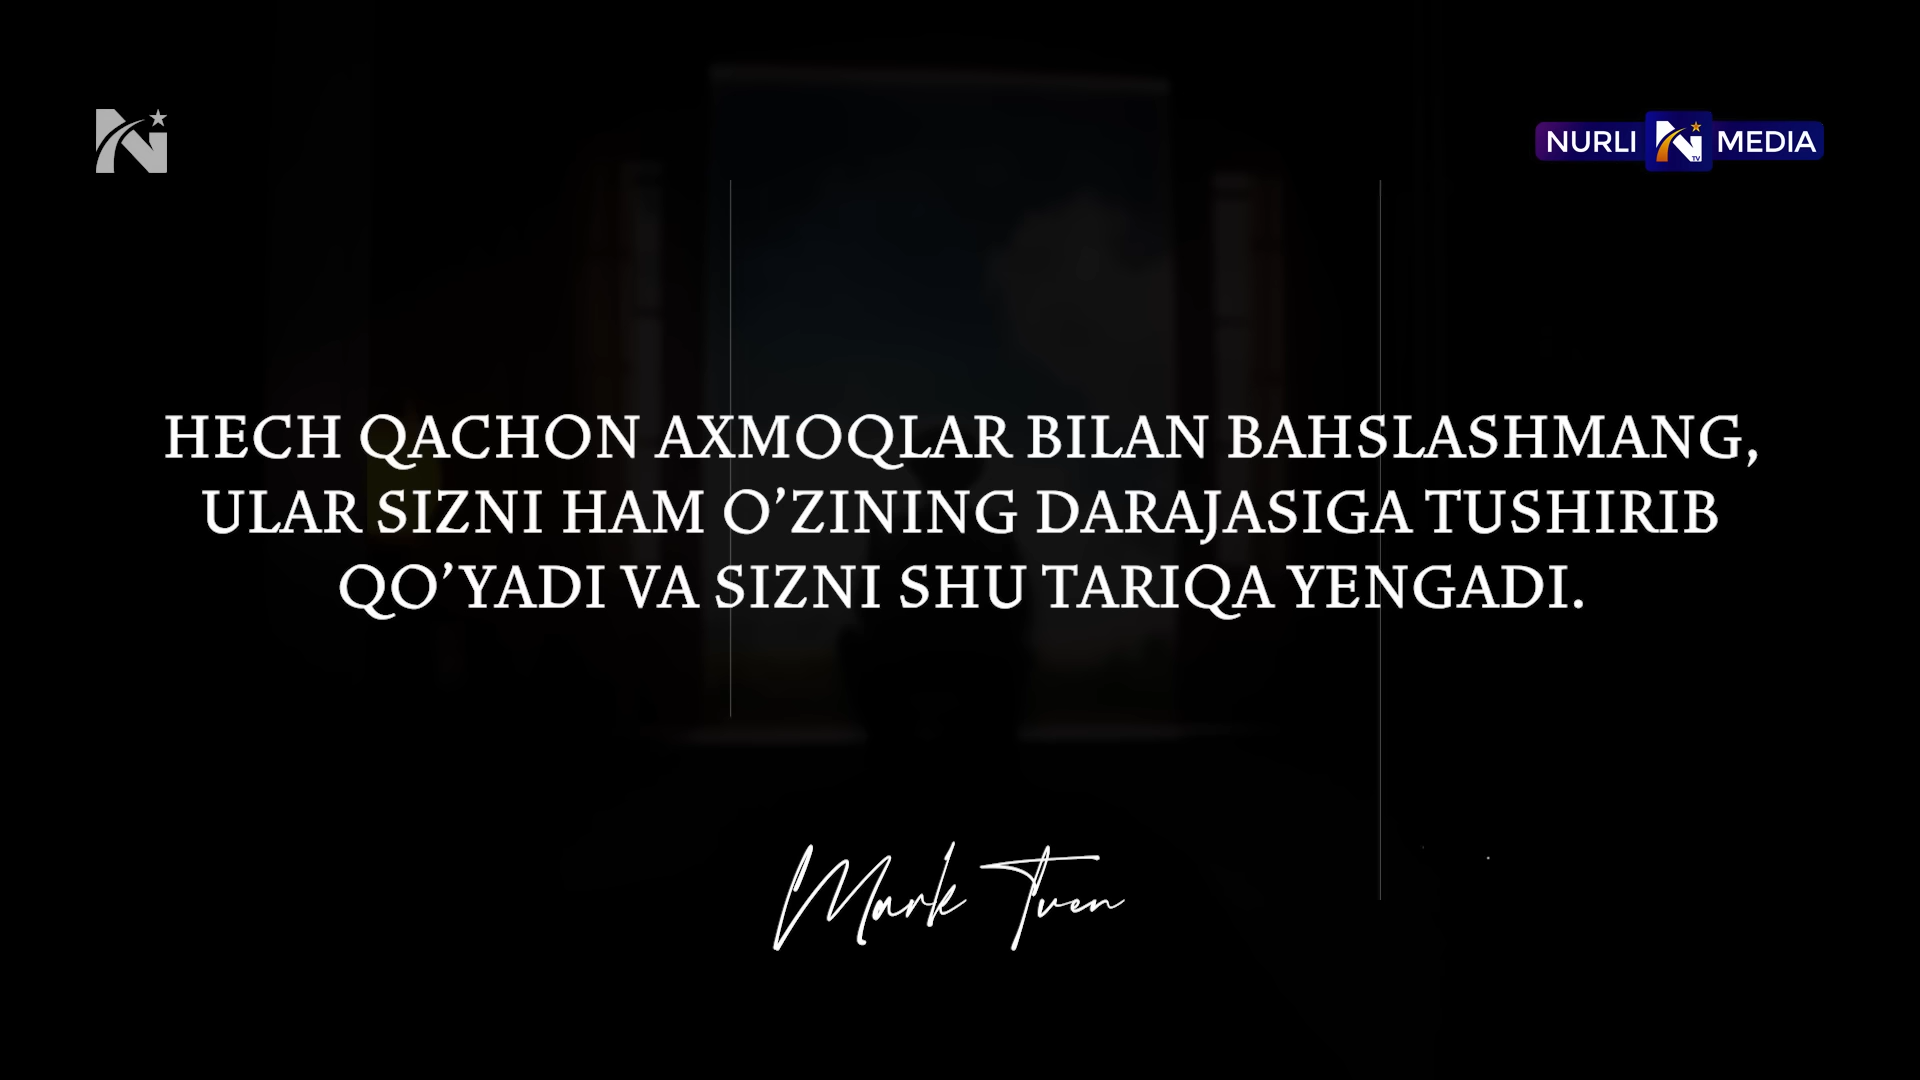 NURLI N TV MEDIA
HECH QACHON AXMOQLAR BILAN BAHSLASHMANG,
ULAR SIZNI HAM O’ZINING DARAJASIGA TUSHIRIB
QO’YADI VA SIZNI SHU TARIQA YENGADI.
Mark Tven